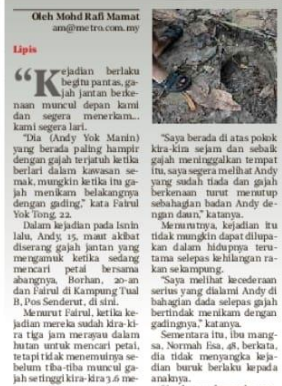 Oleh Mohd Rafi Mamat
am@metro.com.my
Lipis
“Kejadian berlaku
begitu pantas, ga-
jah jantan berke-
naan muncul depan kami
dan segera menerkam...
kami segera lari.
“Dia (Andy Yok Manin)
yang berada paling hampir
dengan gajah terjatuh ketika
berlari dalam kawasan se-
mak, mungkin ketika itu ga-
jah menikam belakangnya
dengan gading,” kata Fairul
Yok Tong, 22.
Dalam kejadian pada Isnin
lalu, Andy, 15, maut akibat
diserang gajah jantan yang
mengamuk ketika sedang
mencari petai bersama
abangnya, Borhan, 20-an
dan Fairul di Kampung Tual
B, Pos Senderut, di sini.
Menurut Fairul, ketika ke-
jadian mereka sudah kira-ki-
ra tiga jam merayau dalam
hutan untuk mencari petai,
tetapi tidak menemuinya se-
belum tiba-tiba muncul ga-
jah setinggi kira-kira 3.6 me-
“Saya berada di atas pokok
kira-kira sejam dan sebaik
gajah meninggalkan tempat
itu, saya segera melihat Andy
yang sudah tiada dan gajah
berkenaan turut menutup
sebahagian badan Andy de-
ngan daun,” katanya.
Menurutnya, kejadian itu
tidak mungkin dapat dilupa-
kan dalam hidupnya teru-
tama selepas kehilangan ra-
kan sekampung.
“Saya melihat kecederaan
serius yang dialami Andy di
bahagian dada selepas gajah
bertindak menikam dengan
gadingnya,” katanya.
Sementara itu, ibu mang-
sa, Normah Esa, 48, berkata,
dia tidak menyangka keja-
dian buruk berlaku kepada
anaknya.